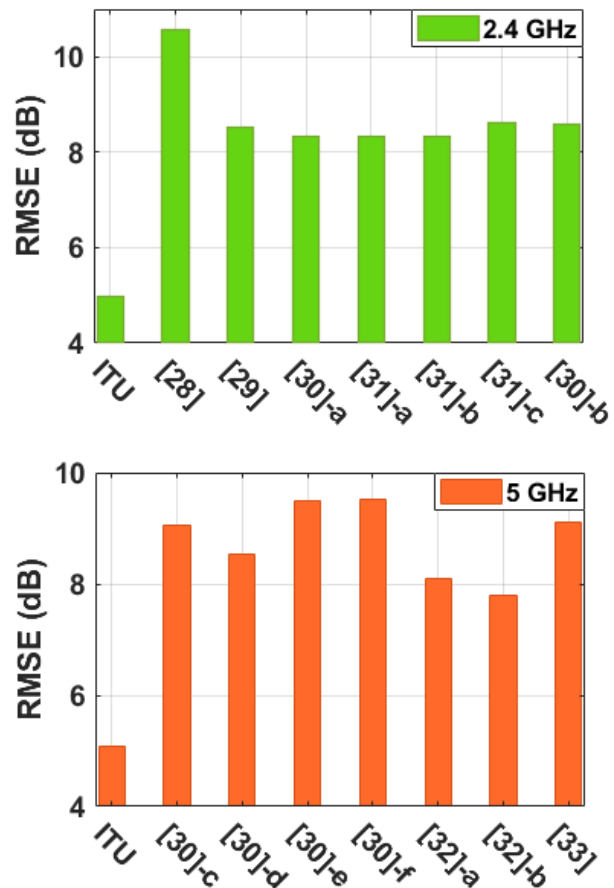 2.4 GHz
RMSE (dB)
10
8
6
4
ITU
[28]
[29]
[30]-a
[31]-a
[31]-b
[31]-c
[30]-b
5 GHz
RMSE (dB)
10
8
6
4
ITU
[30]-c
[30]-d
[30]-e
[30]-f
[32]-a
[32]-b
[33]